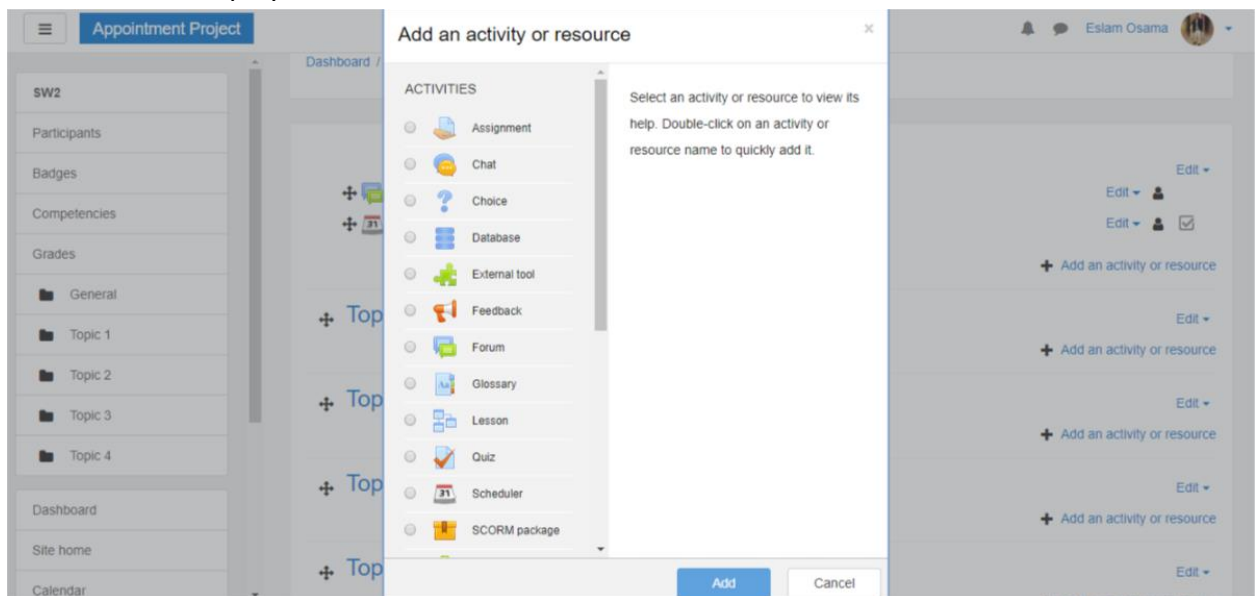 Appointment Project
Eslam Osama
SW2
Participants
Badges
Competencies
Grades
General
Topic 1
Topic 2
Topic 3
Topic 4
Dashboard
Site home
Calendar
Dashboard /
Add an activity or resource
×
ACTIVITIES
Assignment
Chat
Choice
Database
External tool
Feedback
Forum
Glossary
Lesson
Quiz
31 Scheduler
SCORM package
Select an activity or resource to view its
help. Double-click on an activity or
resource name to quickly add it.
Add
Cancel
Edit
31
Edit
Edit
Add an activity or resource
Top
Edit
Add an activity or resource
Top
Edit
Add an activity or resource
Top
Edit
Add an activity or resource
Top
Edit